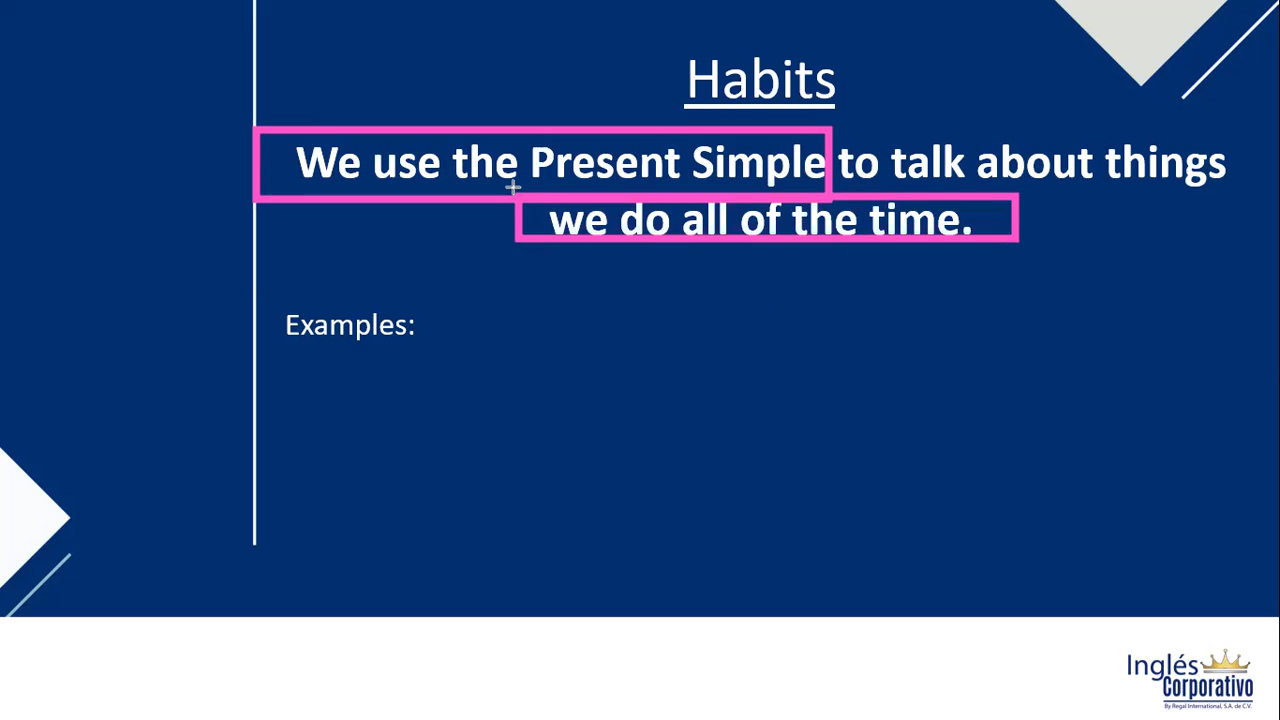 Habits
We use the Present Simple to talk about things
we do all of the time.
Examples:
Inglés
Corporativo
By Regal International, S.A. de C.V.